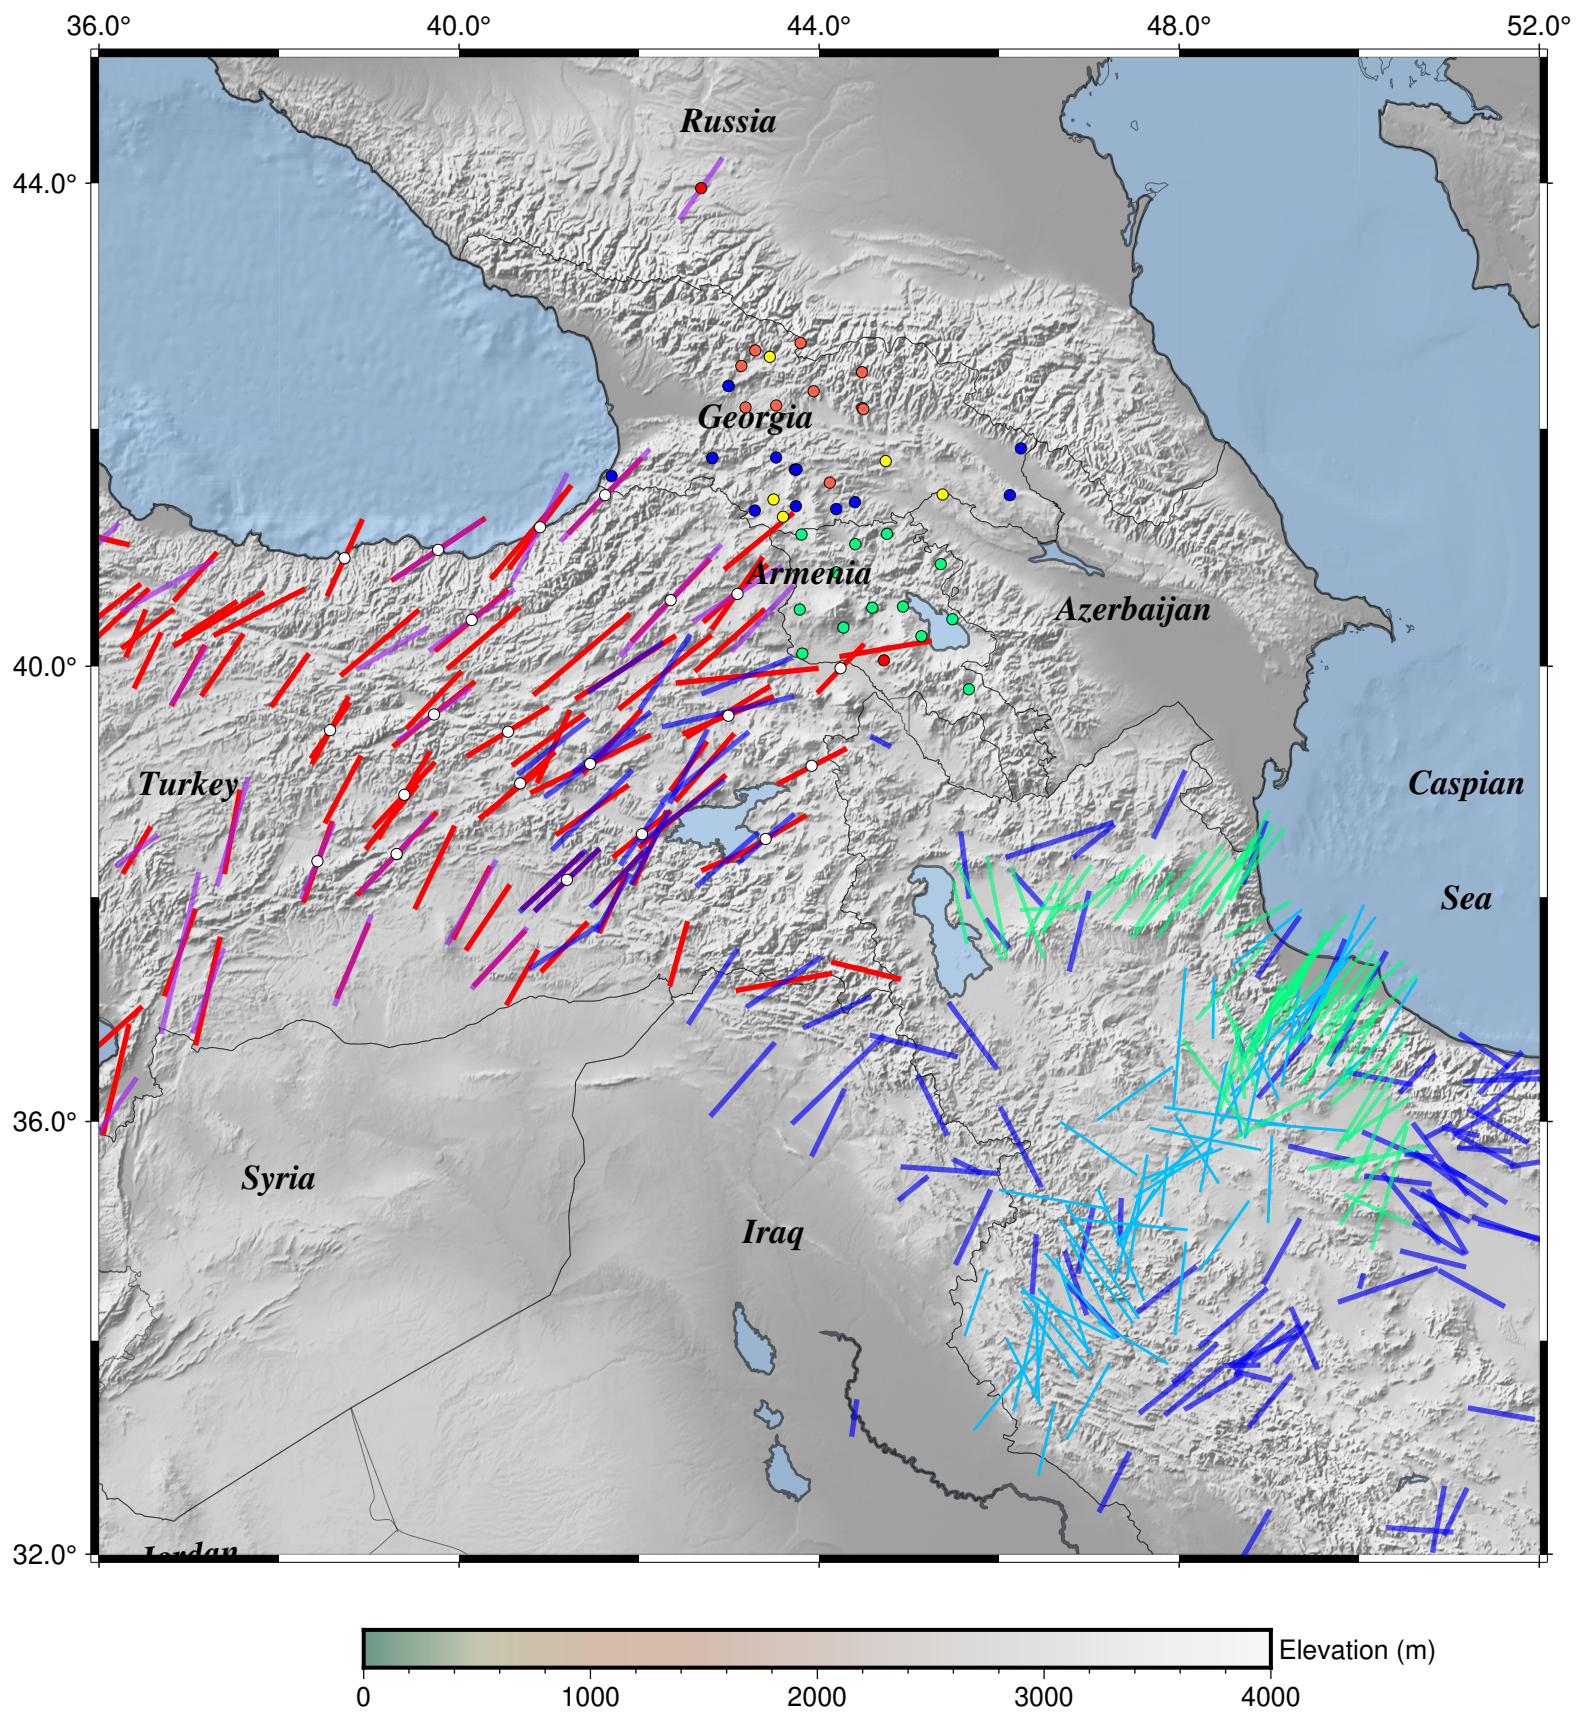 36.0° 40.0° 44.0° 48.0° 52.0°
Russia
44.0°
Georgia
Armenia
Azerbaijan
40.0°
Turkey
Caspian
Sea
36.0°
Syria
Iraq
Jordan
32.0°
Elevation (m)
0 1000 2000 3000 4000